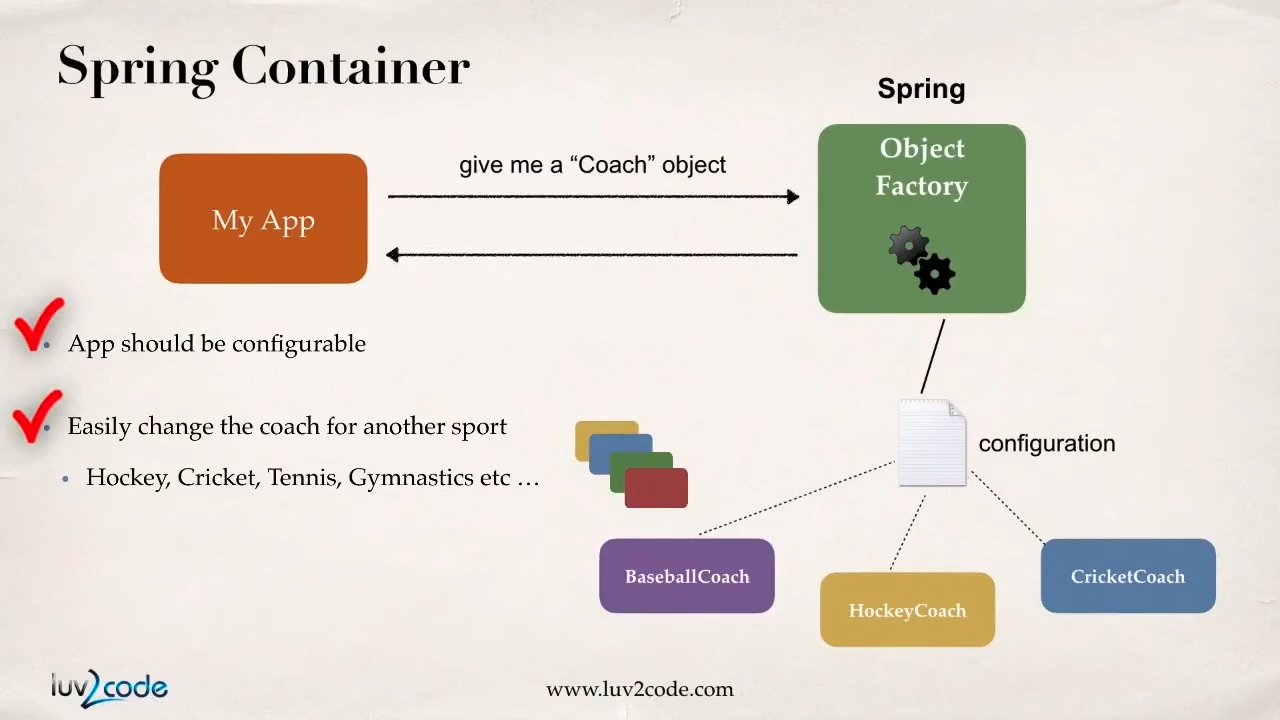 Spring Container
Spring
Object
Factory
My App
give me a “Coach” object
App should be configurable
Easily change the coach for another sport
Hockey, Cricket, Tennis, Gymnastics etc …
configuration
BaseballCoach
HockeyCoach
CricketCoach
luv2code
www.luv2code.com